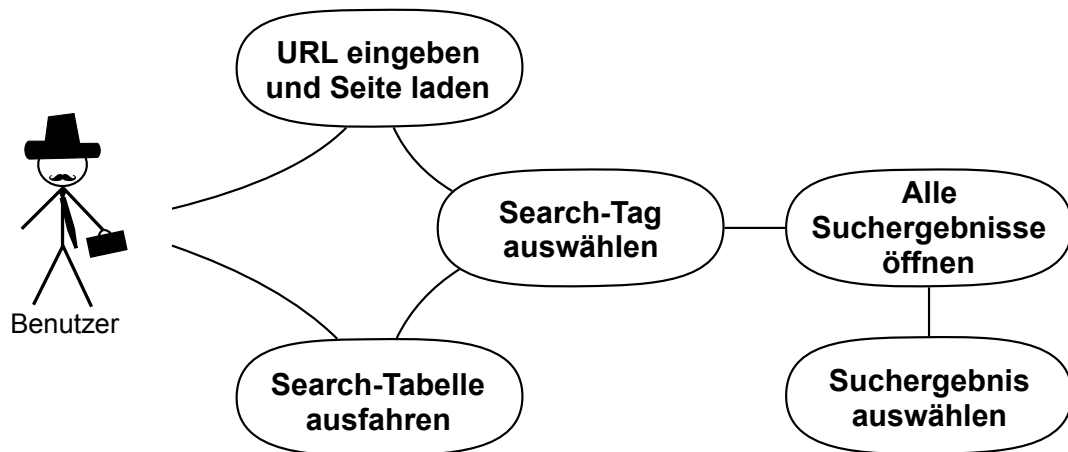 URL eingeben
und Seite laden
Benutzer
Search-Tag
auswählen
Alle
Suchergebnisse
öffnen
Search-Tabelle
ausfahren
Suchergebnis
auswählen